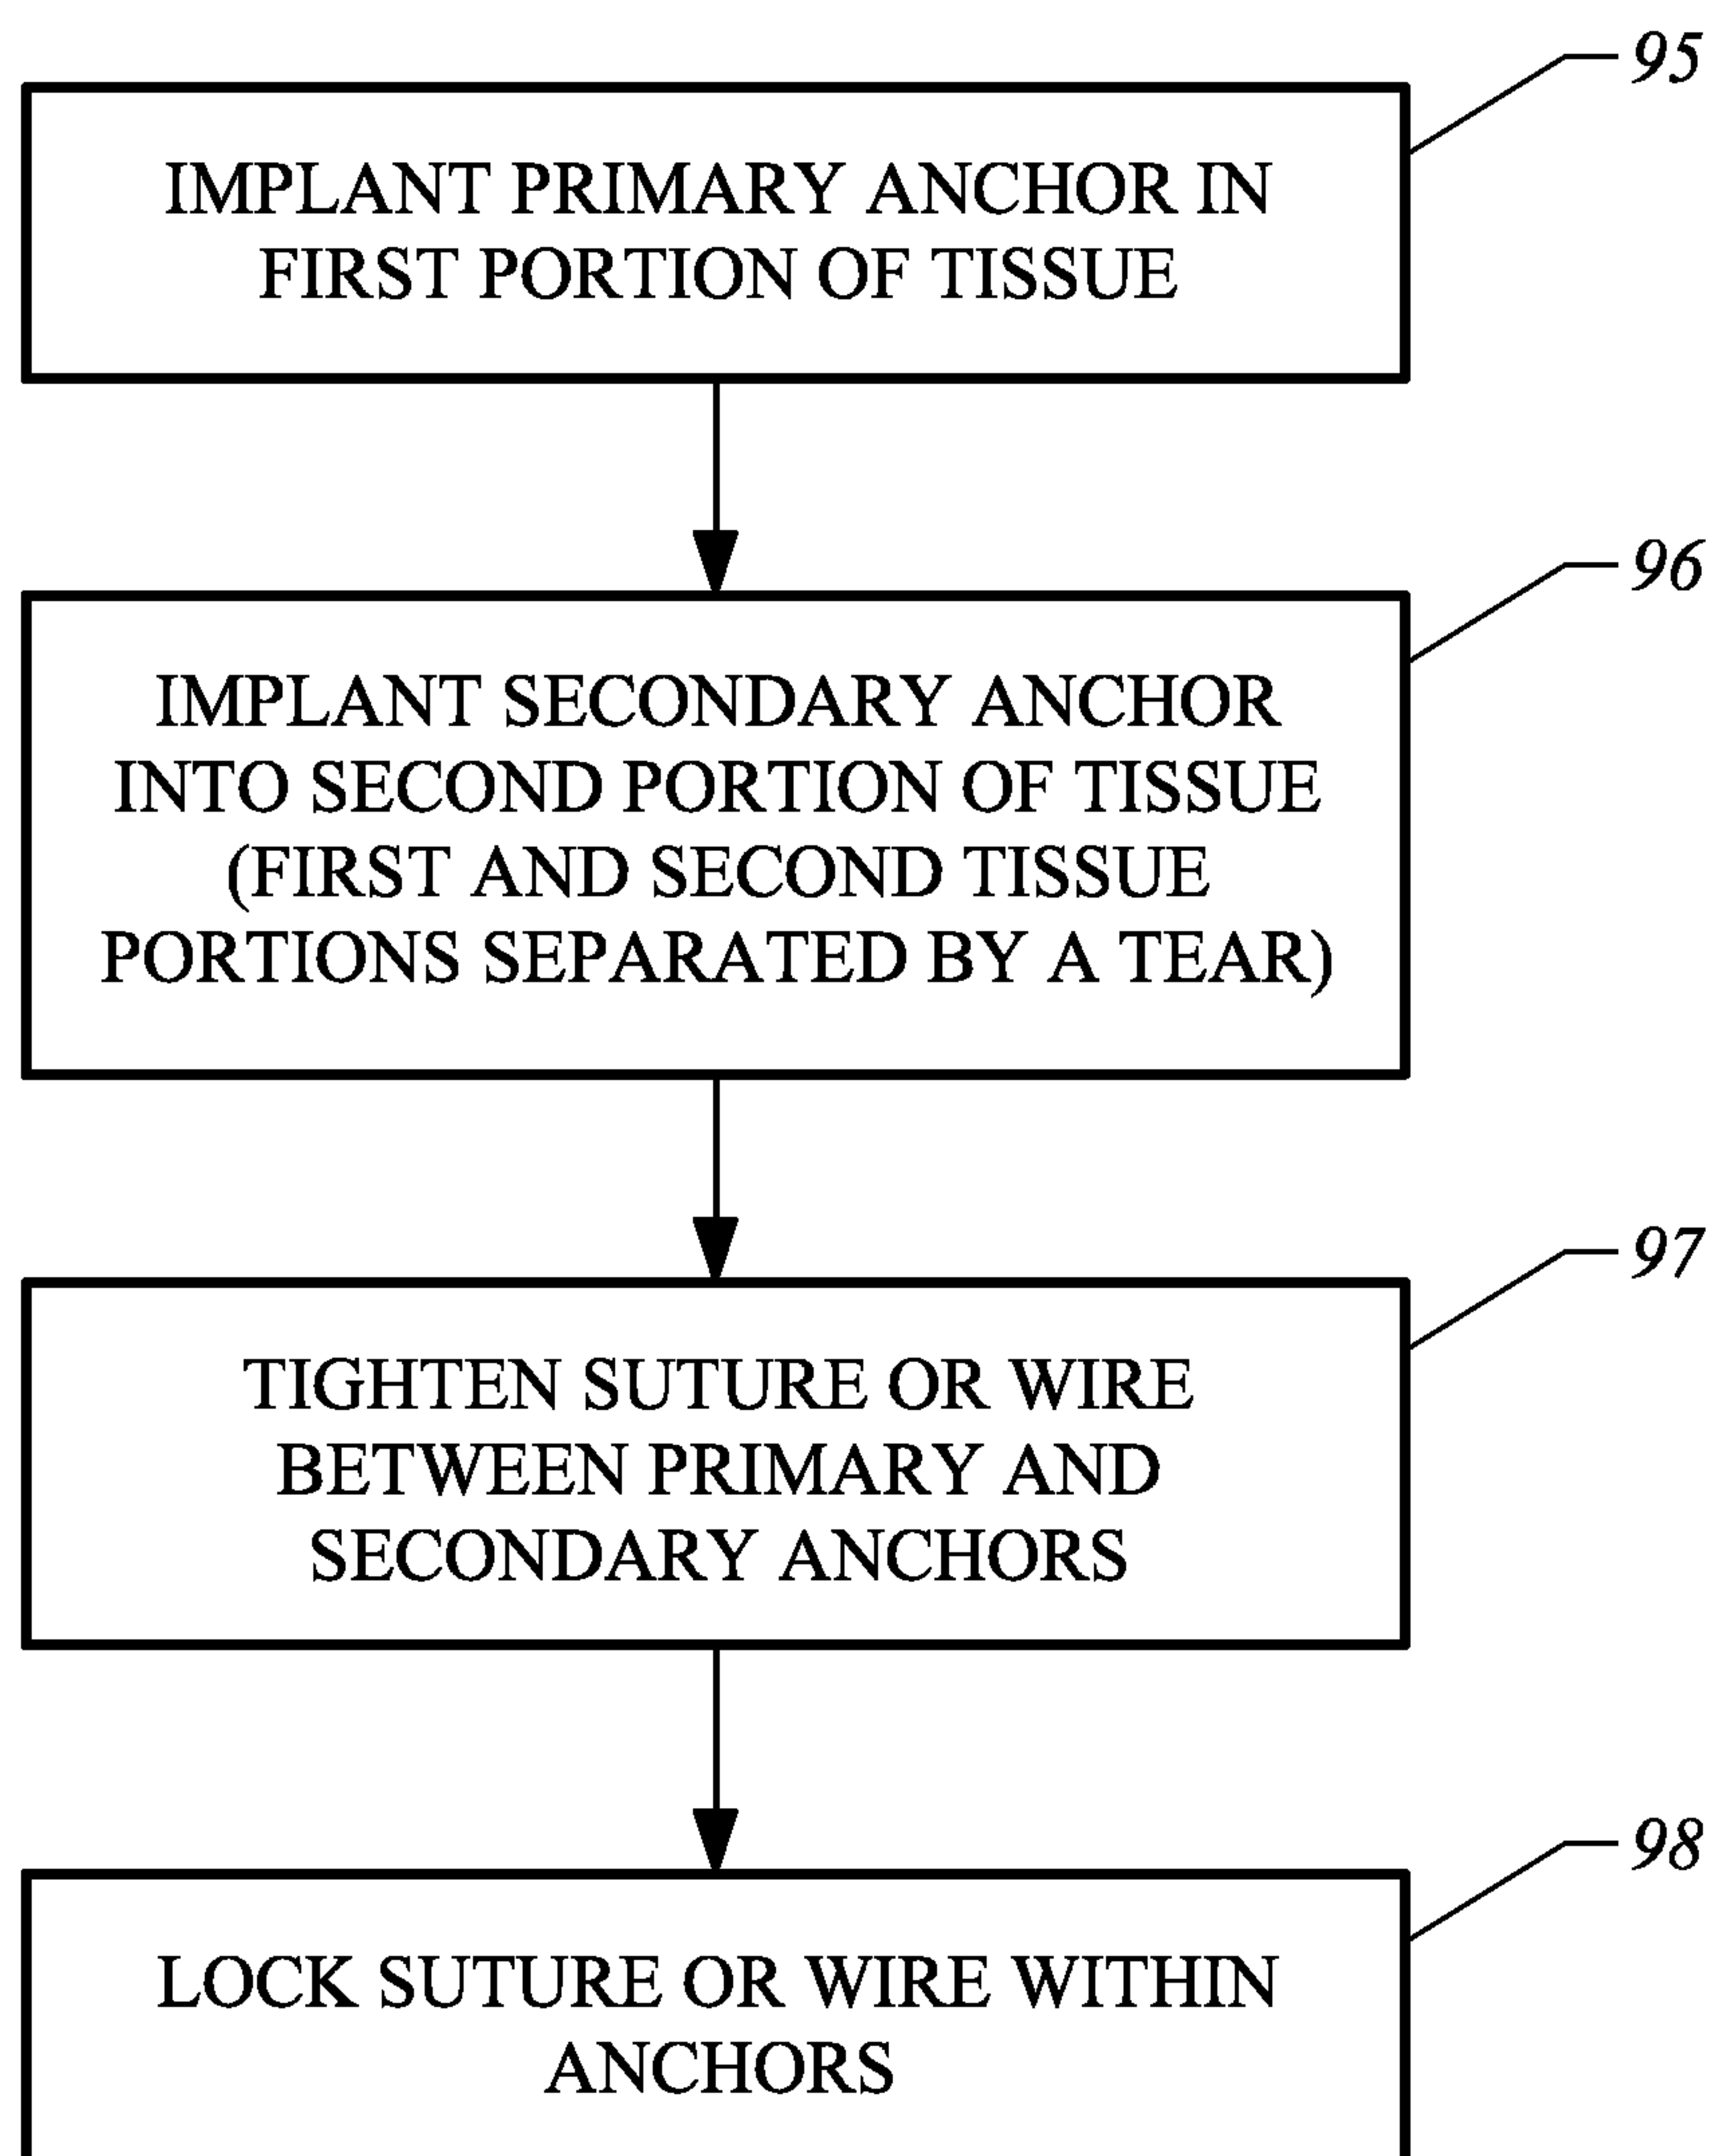 95
IMPLANT PRIMARY ANCHOR IN
FIRST PORTION OF TISSUE
96
IMPLANT SECONDARY ANCHOR
INTO SECOND PORTION OF TISSUE
(FIRST AND SECOND TISSUE
PORTIONS SEPARATED BY A TEAR)
97
TIGHTEN SUTURE OR WIRE
BETWEEN PRIMARY AND
SECONDARY ANCHORS
98
LOCK SUTURE OR WIRE WITHIN
ANCHORS